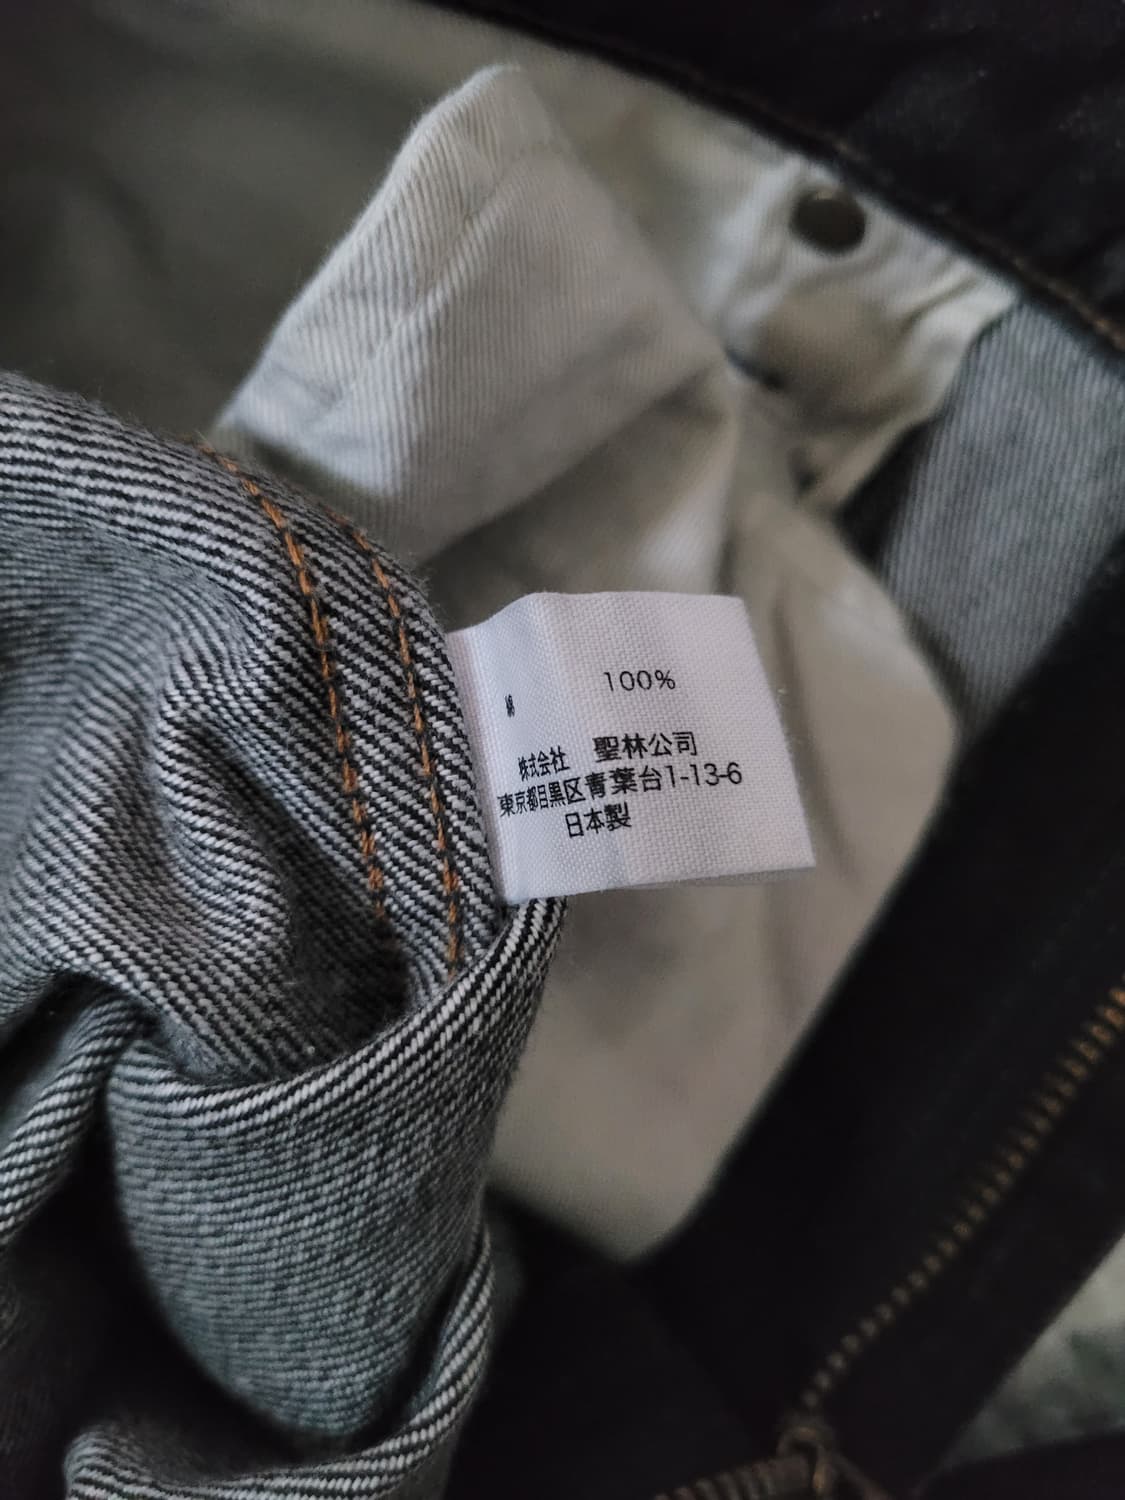 綿 100%
株式会社 聖林公司
東京都目黒区青葉台1-13-6
日本製